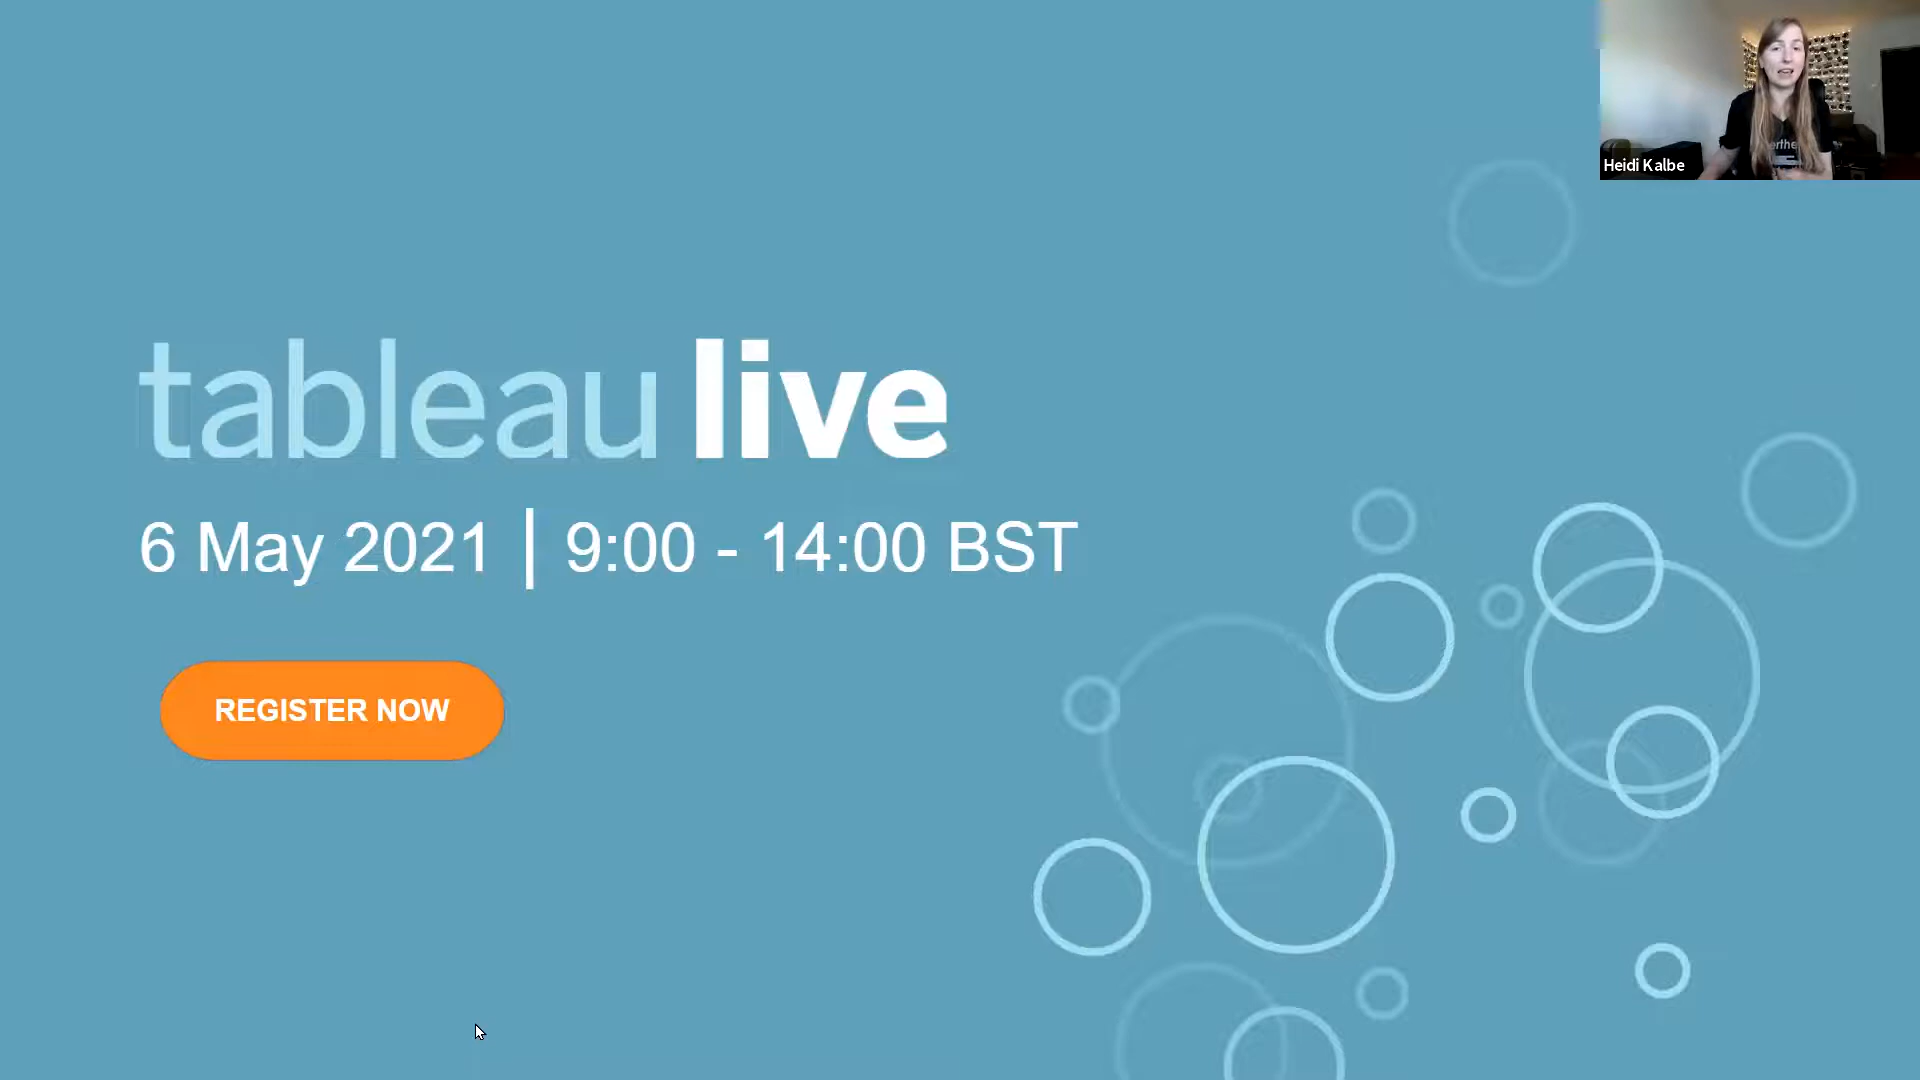 Heidi Kalbe
tableau live
6 May 2021 | 9:00 - 14:00 BST
REGISTER NOW